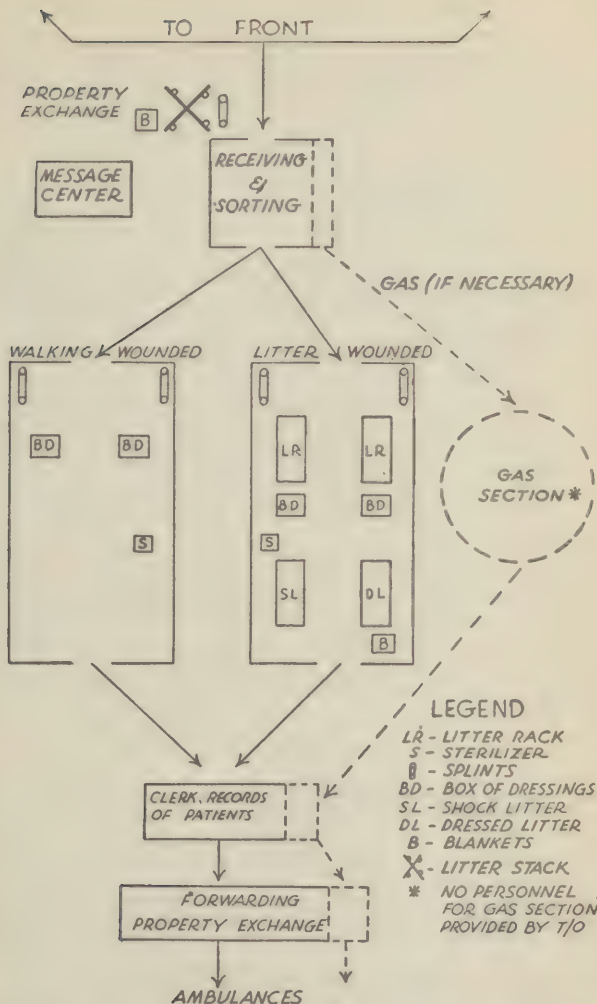 TO FRONT
PROPERTY
EXCHANGE
B
MESSAGE
CENTER
RECEIVING
&
SORTING
GAS (IF NECESSARY)
WALKING WOUNDED
LITTER WOUNDED
BD BD
S
LR LR
BD BD
S
SL DL
B
GAS
SECTION *
CLERK, RECORDS
OF PATIENTS
FORWARDING
PROPERTY EXCHANGE
AMBULANCES
LEGEND
LR - LITTER RACK
S - STERILIZER
- SPLINTS
BD - BOX OF DRESSINGS
SL - SHOCK LITTER
DL - DRESSED LITTER
B - BLANKETS
- LITTER STACK
* NO PERSONNEL
FOR GAS SECTION
PROVIDED BY T/O